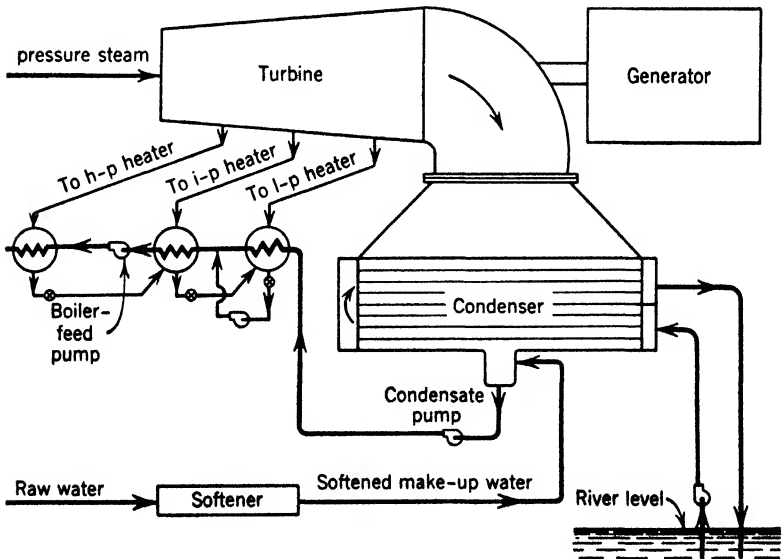 pressure steam
Turbine
Generator
To h-p heater
To i-p heater
To l-p heater
Boiler-
feed
pump
Condenser
Condensate
pump
Raw water
Softener
Softened make-up water
River level